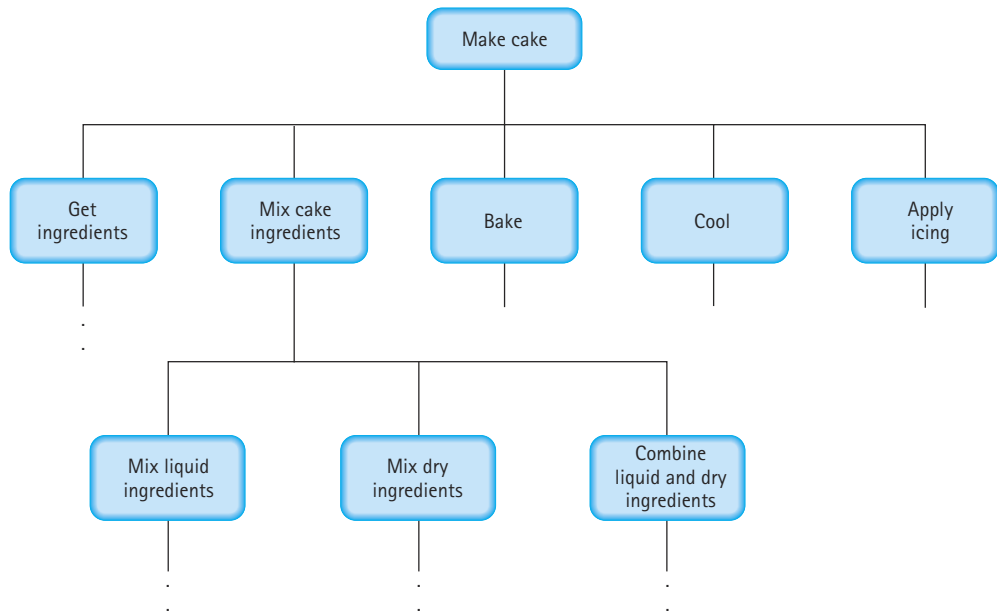 Make cake
Get
ingredients
Mix cake
ingredients
Bake
Cool
Apply
icing
Mix liquid
ingredients
Mix dry
ingredients
Combine
liquid and dry
ingredients